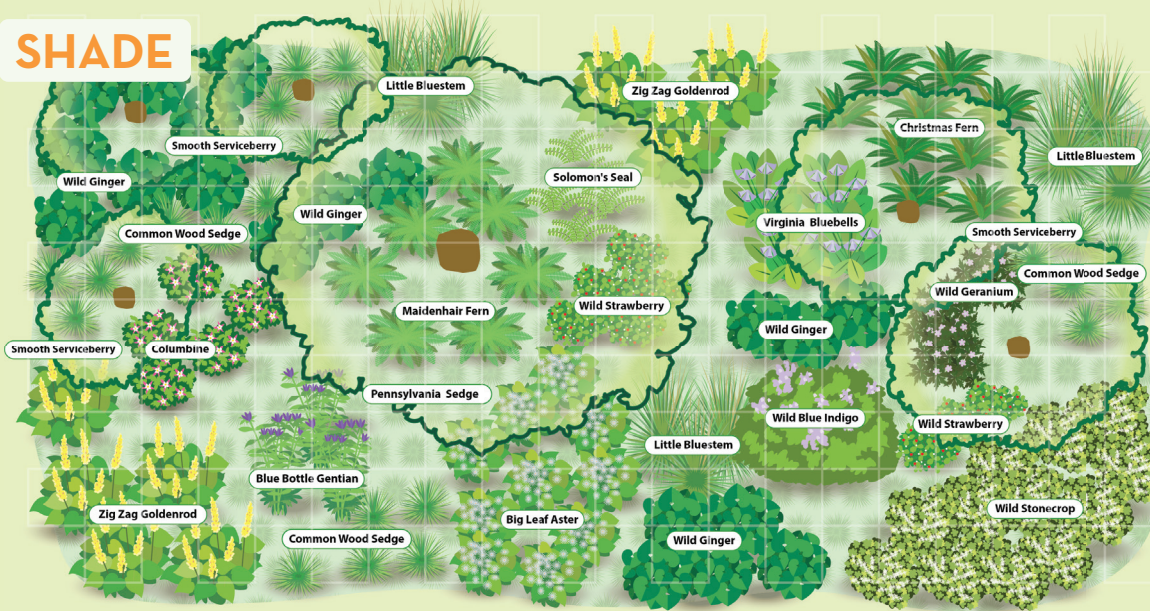 SHADE
Little Bluestem
Zig Zag Goldenrod
Christmas Fern
Smooth Serviceberry
Little Bluestem
Wild Ginger
Solomon's Seal
Wild Ginger
Virginia Bluebells
Common Wood Sedge
Smooth Serviceberry
Common Wood Sedge
Wild Geranium
Maidenhair Fern
Wild Strawberry
Wild Ginger
Smooth Serviceberry
Columbine
Pennsylvania Sedge
Wild Blue Indigo
Wild Strawberry
Little Bluestem
Blue Bottle Gentian
Zig Zag Goldenrod
Big Leaf Aster
Wild Stonecrop
Common Wood Sedge
Wild Ginger